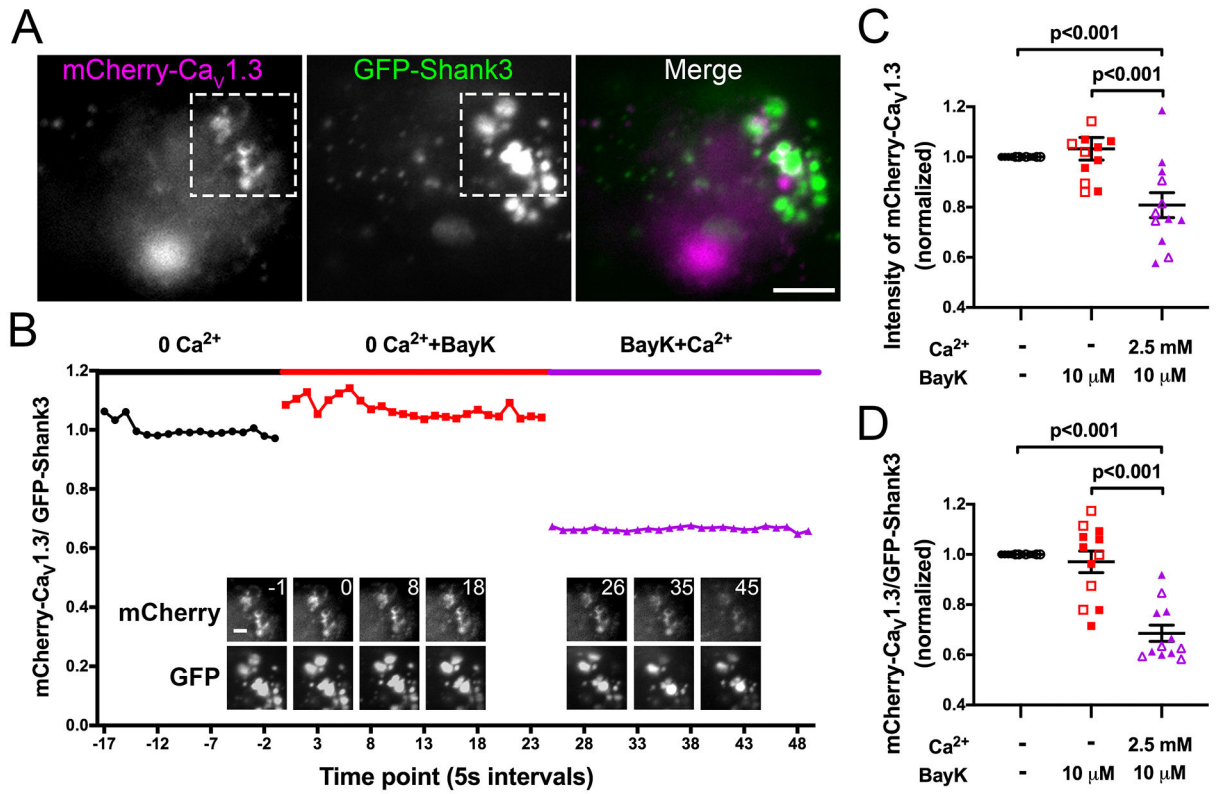 A
mCherry-CaV1.3
GFP-Shank3
Merge
B
0 Ca2+
0 Ca2++BayK
BayK+Ca2+
mCherry-CaV1.3/ GFP-Shank3
1.2
1.0
0.8
0.6
0.4
0.2
0.0
mCherry
-1
0
8
18
26
35
45
GFP
-17
-12
-7
-2
3
8
13
18
23
28
33
38
43
48
Time point (5s intervals)
C
p<0.001
p<0.001
Intensity of mCherry-CaV1.3
(normalized)
1.2
1.0
0.8
0.6
0.4
Ca2+
-
-
2.5 mM
BayK
-
10 μM
10 μM
D
p<0.001
p<0.001
mCherry-CaV1.3/GFP-Shank3
(normalized)
1.2
1.0
0.8
0.6
0.4
Ca2+
-
-
2.5 mM
BayK
-
10 μM
10 μM